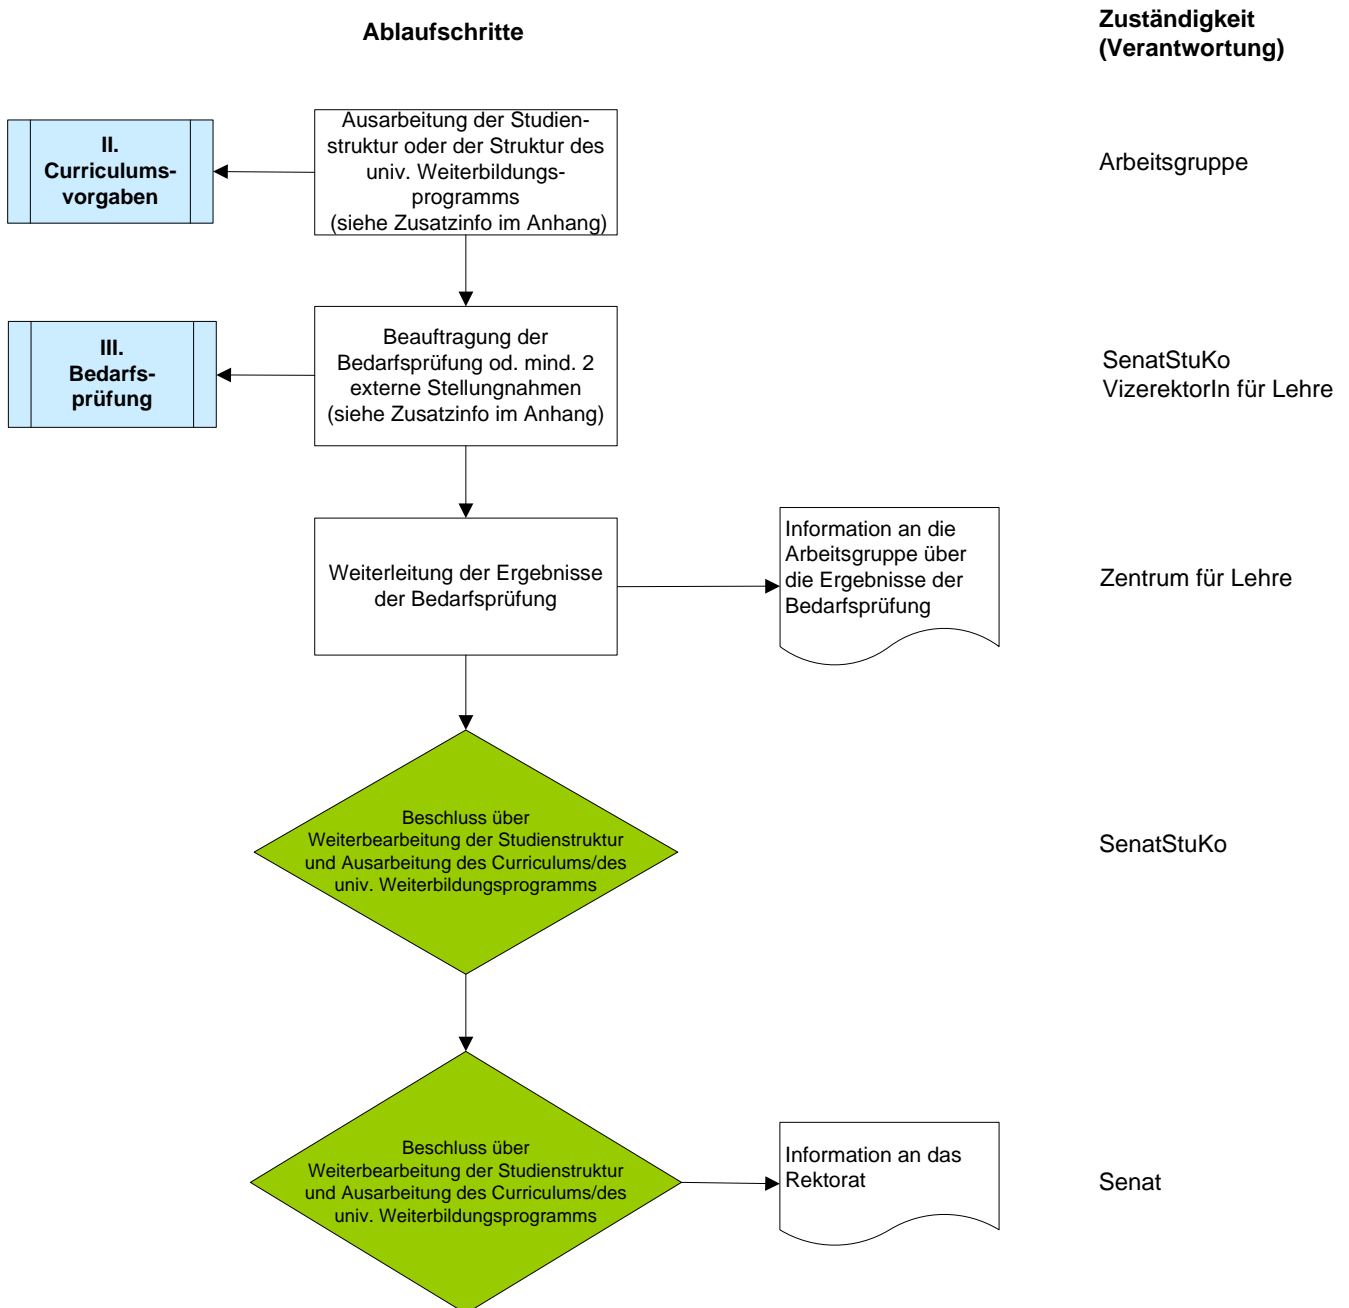 Ablaufschritte
Zuständigkeit
(Verantwortung)
II.
Curriculums-
vorgaben
Ausarbeitung der Studien-
struktur oder der Struktur des
univ. Weiterbildungs-
programms
(siehe Zusatzinfo im Anhang)
Arbeitsgruppe
III.
Bedarfs-
prüfung
Beauftragung der
Bedarfsprüfung od. mind. 2
externe Stellungnahmen
(siehe Zusatzinfo im Anhang)
SenatStuKo
VizerektorIn für Lehre
Weiterleitung der Ergebnisse
der Bedarfsprüfung
Information an die
Arbeitsgruppe über
die Ergebnisse der
Bedarfsprüfung
Zentrum für Lehre
Beschluss über
Weiterbearbeitung der Studienstruktur
und Ausarbeitung des Curriculums/des
univ. Weiterbildungsprogramms
SenatStuKo
Beschluss über
Weiterbearbeitung der Studienstruktur
und Ausarbeitung des Curriculums/des
univ. Weiterbildungsprogramms
Information an das
Rektorat
Senat